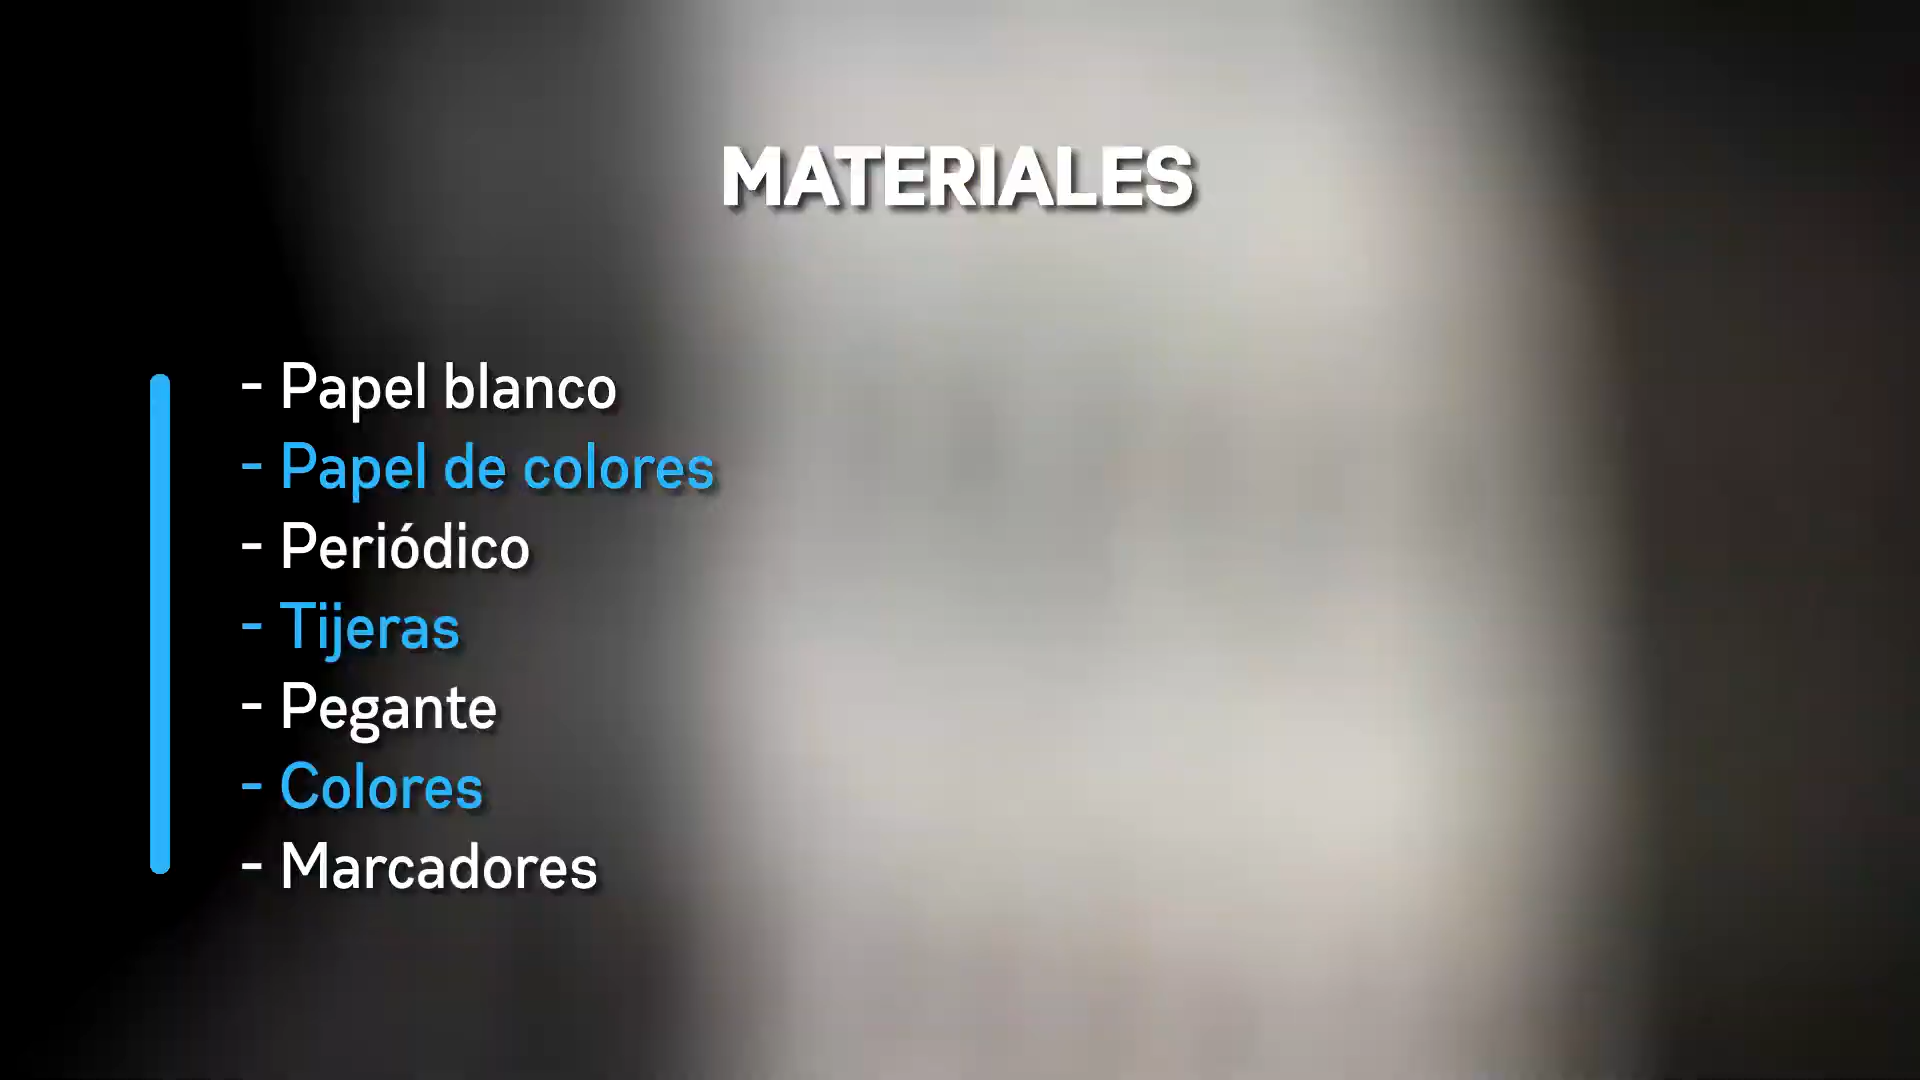 MATERIALES
- Papel blanco
- Papel de colores
- Periódico
- Tijeras
- Pegante
- Colores
- Marcadores